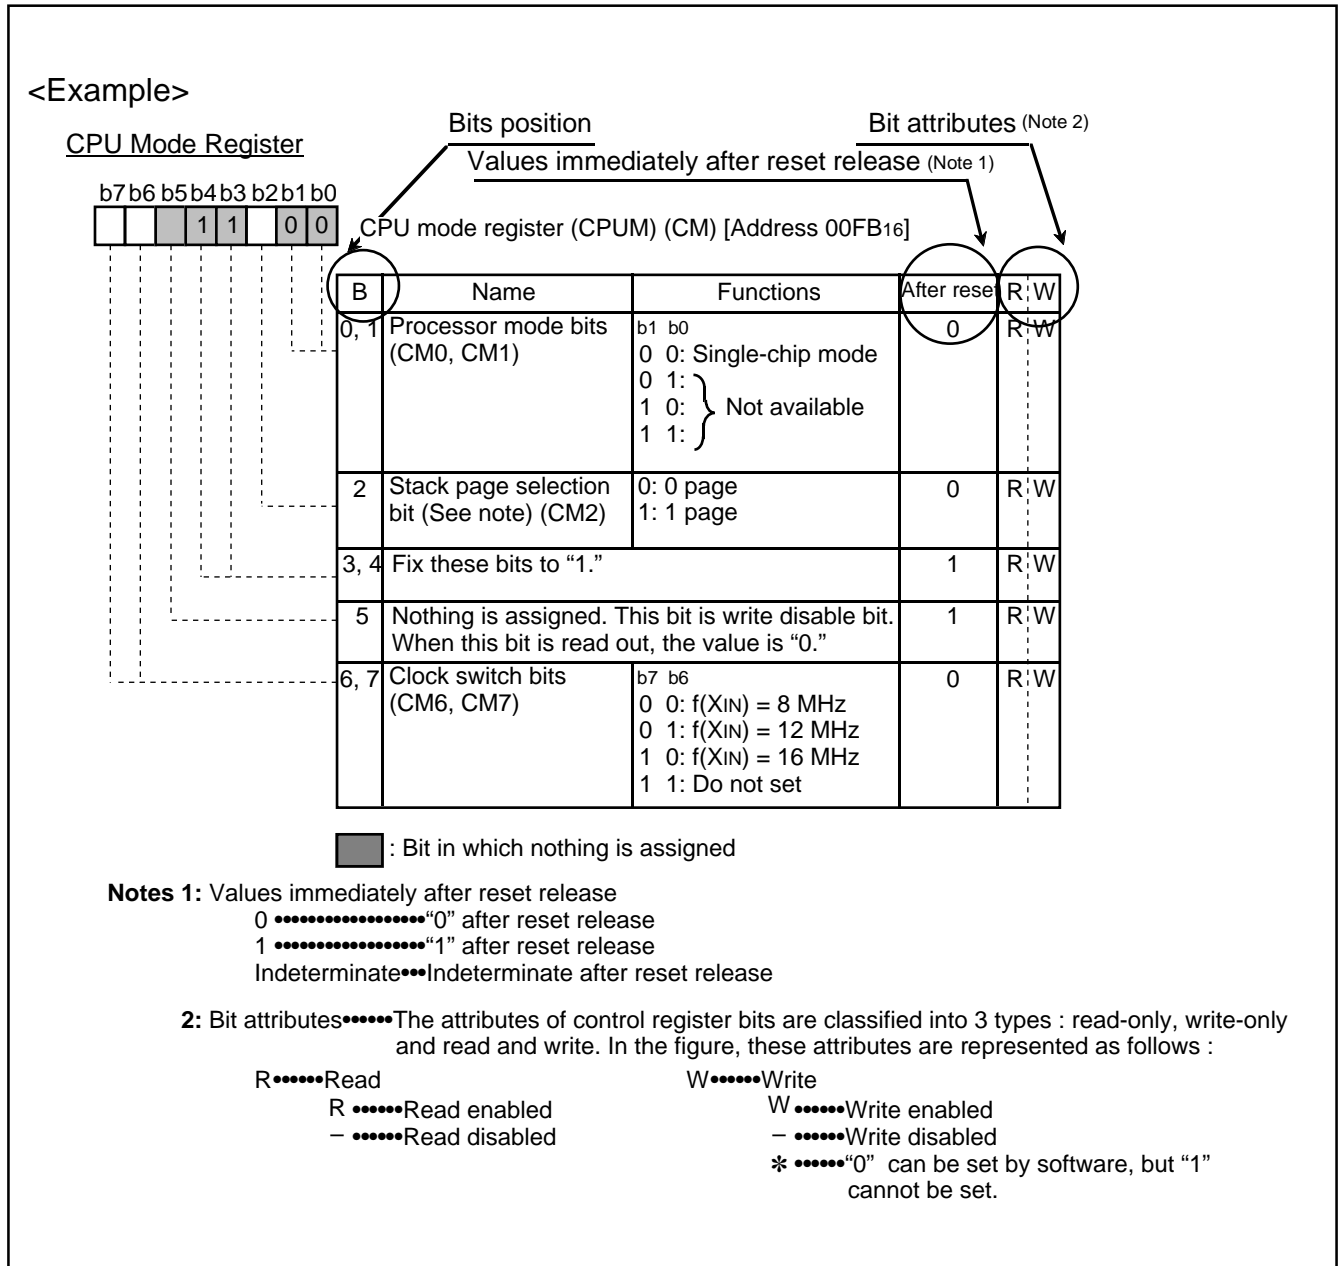 <Example>
Bits position
Bit attributes (Note 2)
CPU Mode Register
Values immediately after reset release (Note 1)
b7 b6 b5 b4 b3 b2 b1 b0
1 1 0 0
CPU mode register (CPUM) (CM) [Address 00FB16]
B Name Functions After reset R W
0, 1 Processor mode bits b1 b0 0 R W
(CM0, CM1) 0 0: Single-chip mode
0 1:
1 0: Not available
1 1:
2 Stack page selection 0: 0 page 0 R W
bit (See note) (CM2) 1: 1 page
3, 4 Fix these bits to “1.” 1 R W
5 Nothing is assigned. This bit is write disable bit. 1 R W
When this bit is read out, the value is “0.”
6, 7 Clock switch bits b7 b6 0 R W
(CM6, CM7) 0 0: f(XIN) = 8 MHz
0 1: f(XIN) = 12 MHz
1 0: f(XIN) = 16 MHz
1 1: Do not set
: Bit in which nothing is assigned
Notes 1: Values immediately after reset release
0 ••••••••••••••••••“0” after reset release
1 ••••••••••••••••••“1” after reset release
Indeterminate•••Indeterminate after reset release
2: Bit attributes••••••The attributes of control register bits are classified into 3 types : read-only, write-only
and read and write. In the figure, these attributes are represented as follows :
R••••••Read W••••••Write
R ••••••Read enabled W ••••••Write enabled
– ••••••Read disabled – ••••••Write disabled
✻ ••••••“0” can be set by software, but “1”
cannot be set.